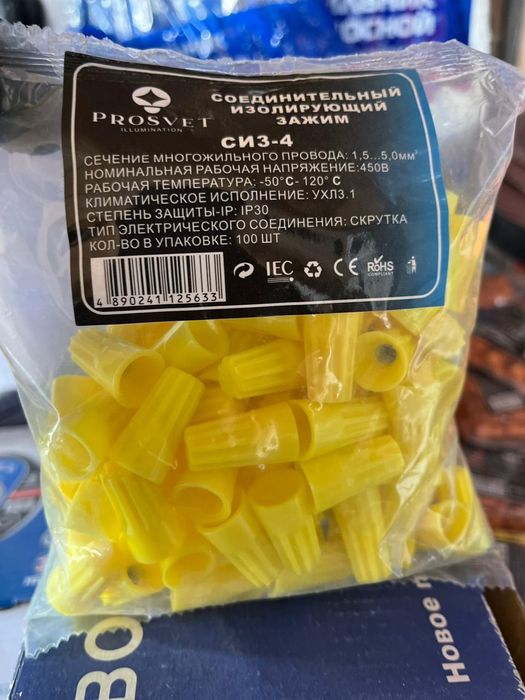 ОСНОЙ
PROSVET
ILLUMINATION
СОЕДИНИТЕЛЬНЫЙ
ИЗОЛИРУЮЩИЙ
ЗАЖИМ
СИЗ-4
СЕЧЕНИЕ МНОГОЖИЛЬНОГО ПРОВОДА: 1,5...5,0мм²
НОМИНАЛЬНАЯ РАБОЧАЯ НАПРЯЖЕНИЕ:450В
РАБОЧАЯ ТЕМПЕРАТУРА: -50°С- 120° С
КЛИМАТИЧЕСКОЕ ИСПОЛНЕНИЕ: УХЛ3.1
СТЕПЕНЬ ЗАЩИТЫ-IP: IP30
ТИП ЭЛЕКТРИЧЕСКОГО СОЕДИНЕНИЯ: СКРУТКА
КОЛ-ВО В УПАКОВКЕ: 100 ШТ
4 890241 125633
IEC
CE
RoHS
COMPLIANT
ВО
Новое п